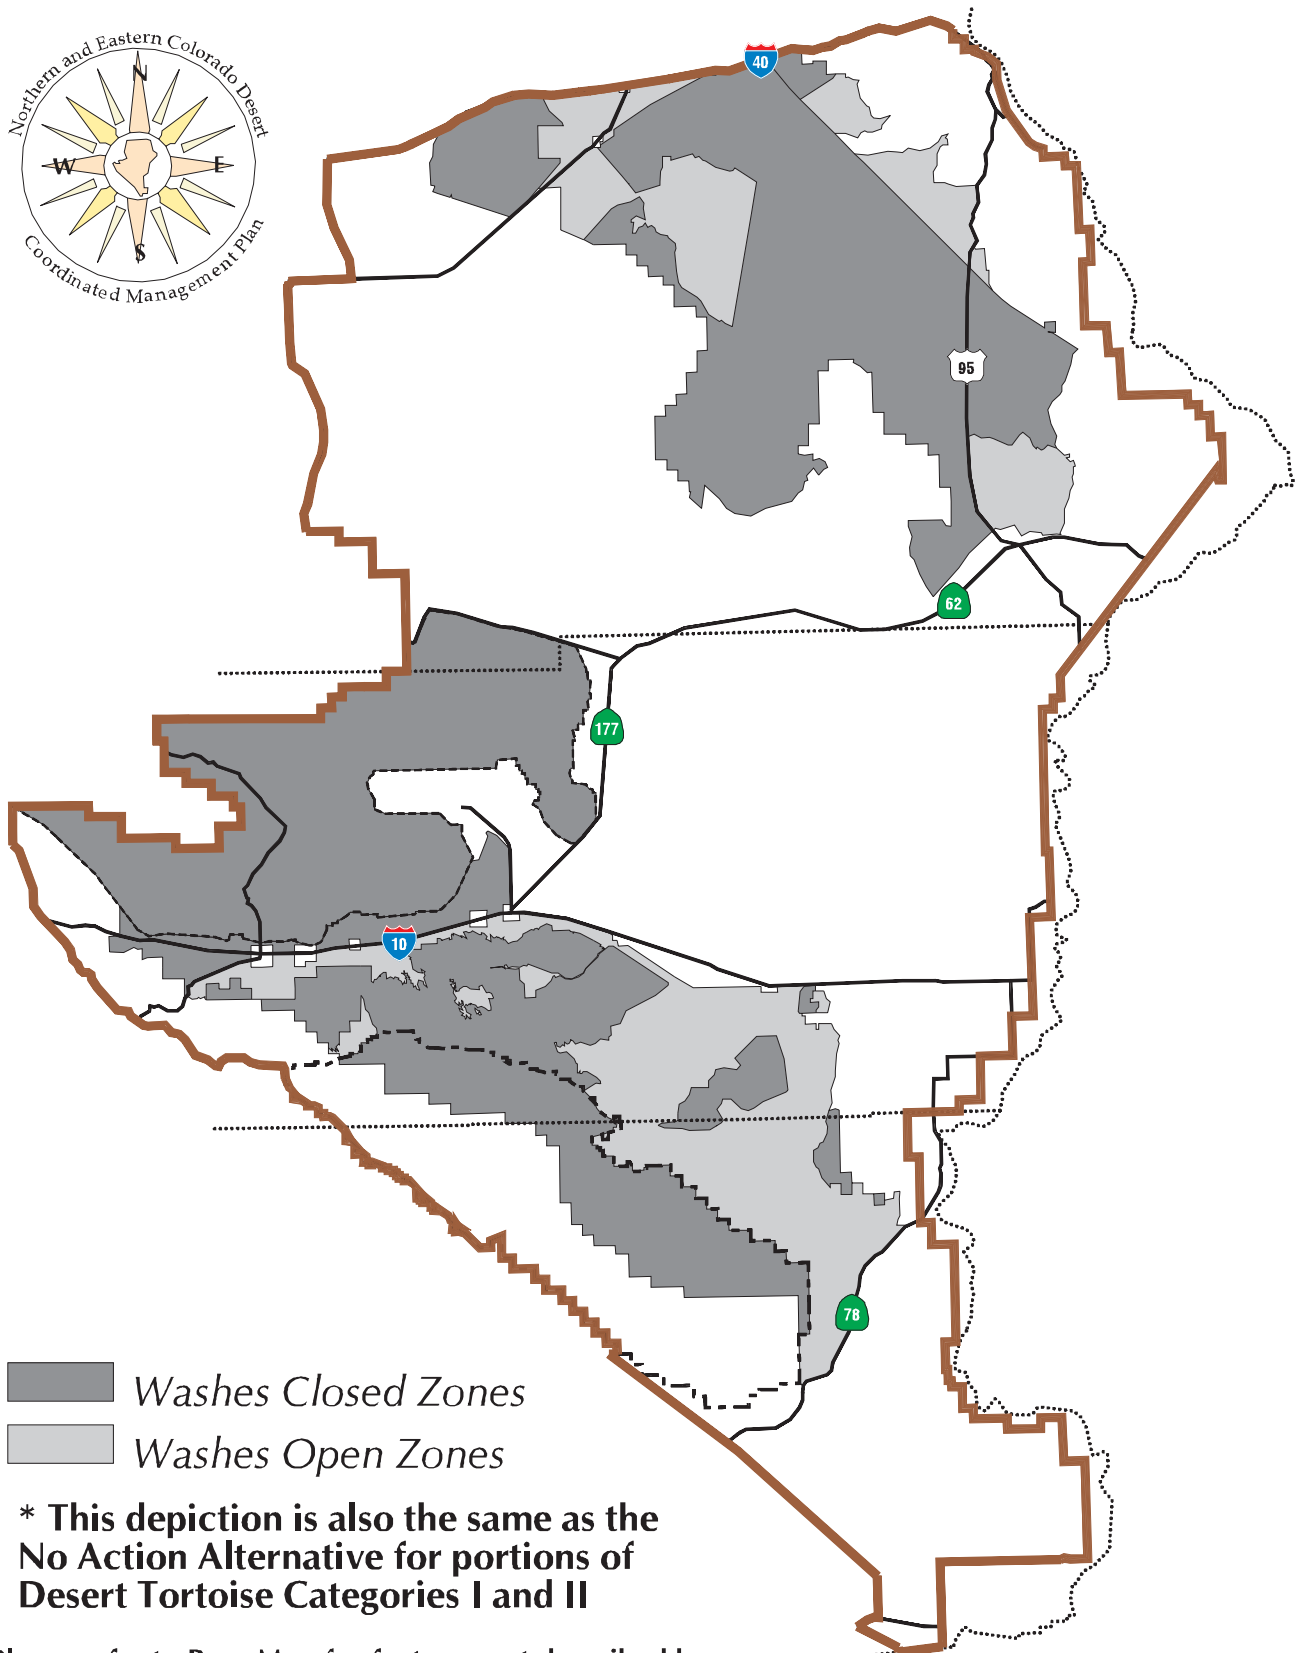 Northern and Eastern Colorado Desert
N
W
E
S
Coordinated Management Plan
40
95
62
177
10
78
Washes Closed Zones
Washes Open Zones
* This depiction is also the same as the
No Action Alternative for portions of
Desert Tortoise Categories I and II